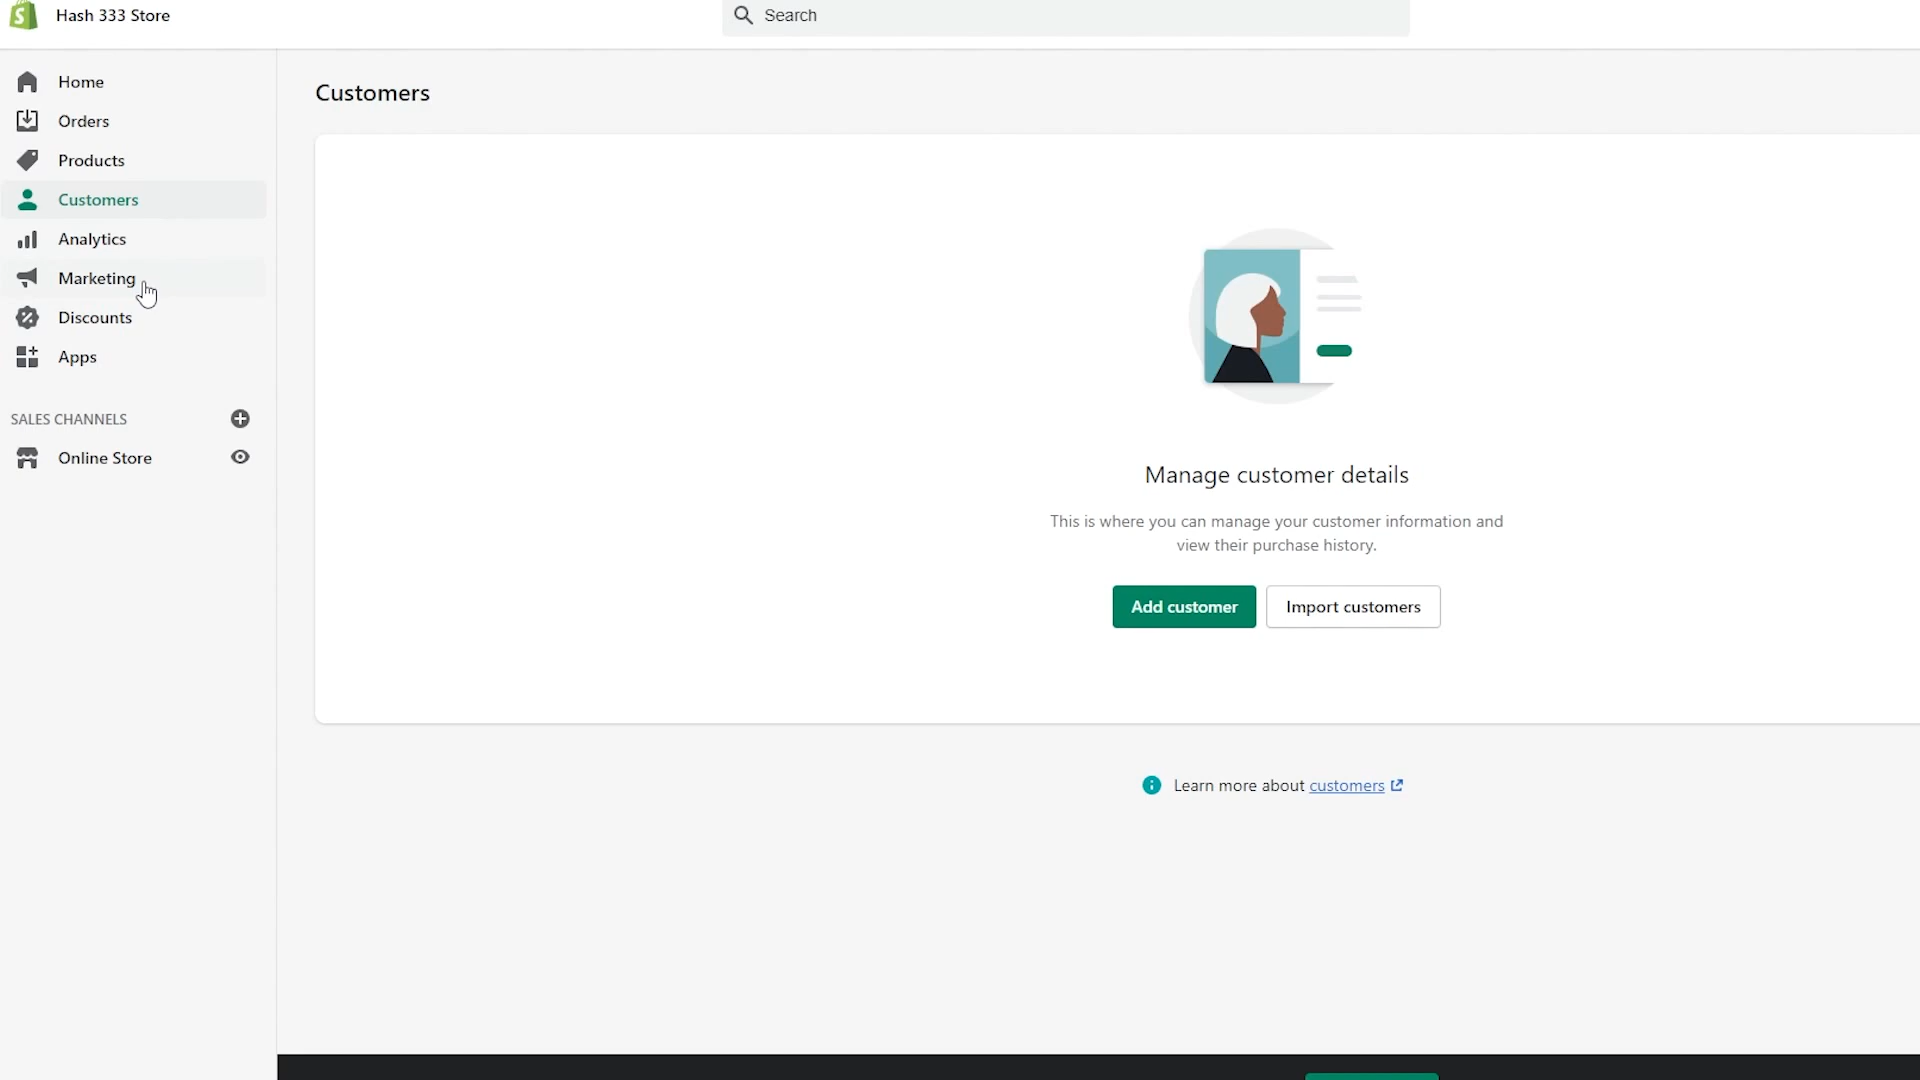 Hash 333 Store
Search
Home
Orders
Products
Customers
Analytics
Marketing
Discounts
Apps
SALES CHANNELS
Online Store
Customers
Manage customer details
This is where you can manage your customer information and
view their purchase history.
Add customer
Import customers
Learn more about customers